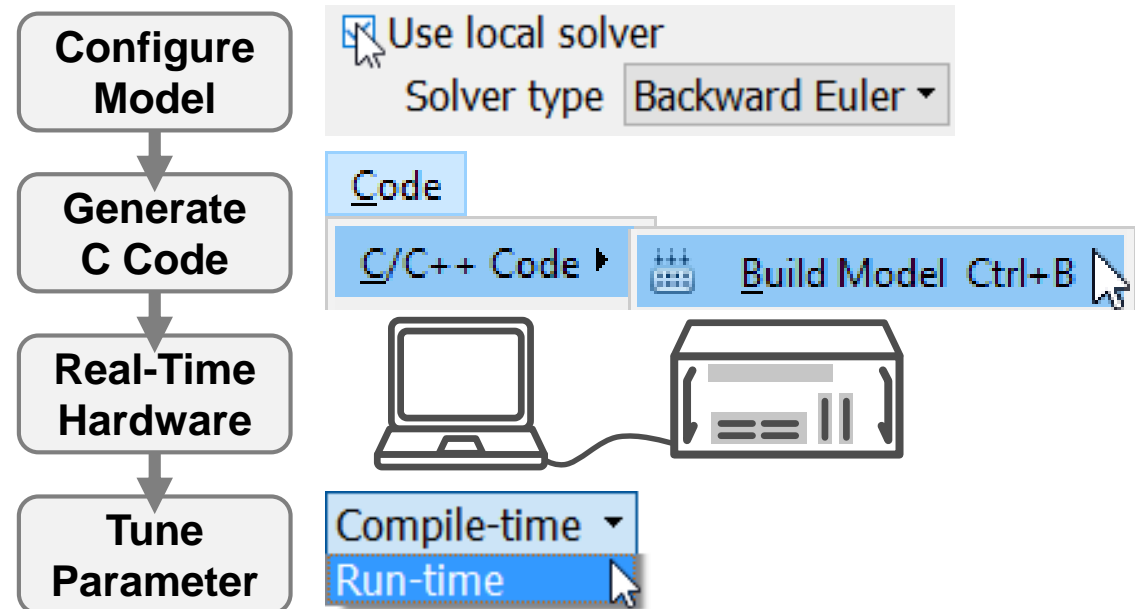 Configure
Model
Use local solver
Solver type Backward Euler
Generate
C Code
Code
C/C++ Code
Build Model Ctrl+B
Real-Time
Hardware
Tune
Parameter
Compile-time
Run-time